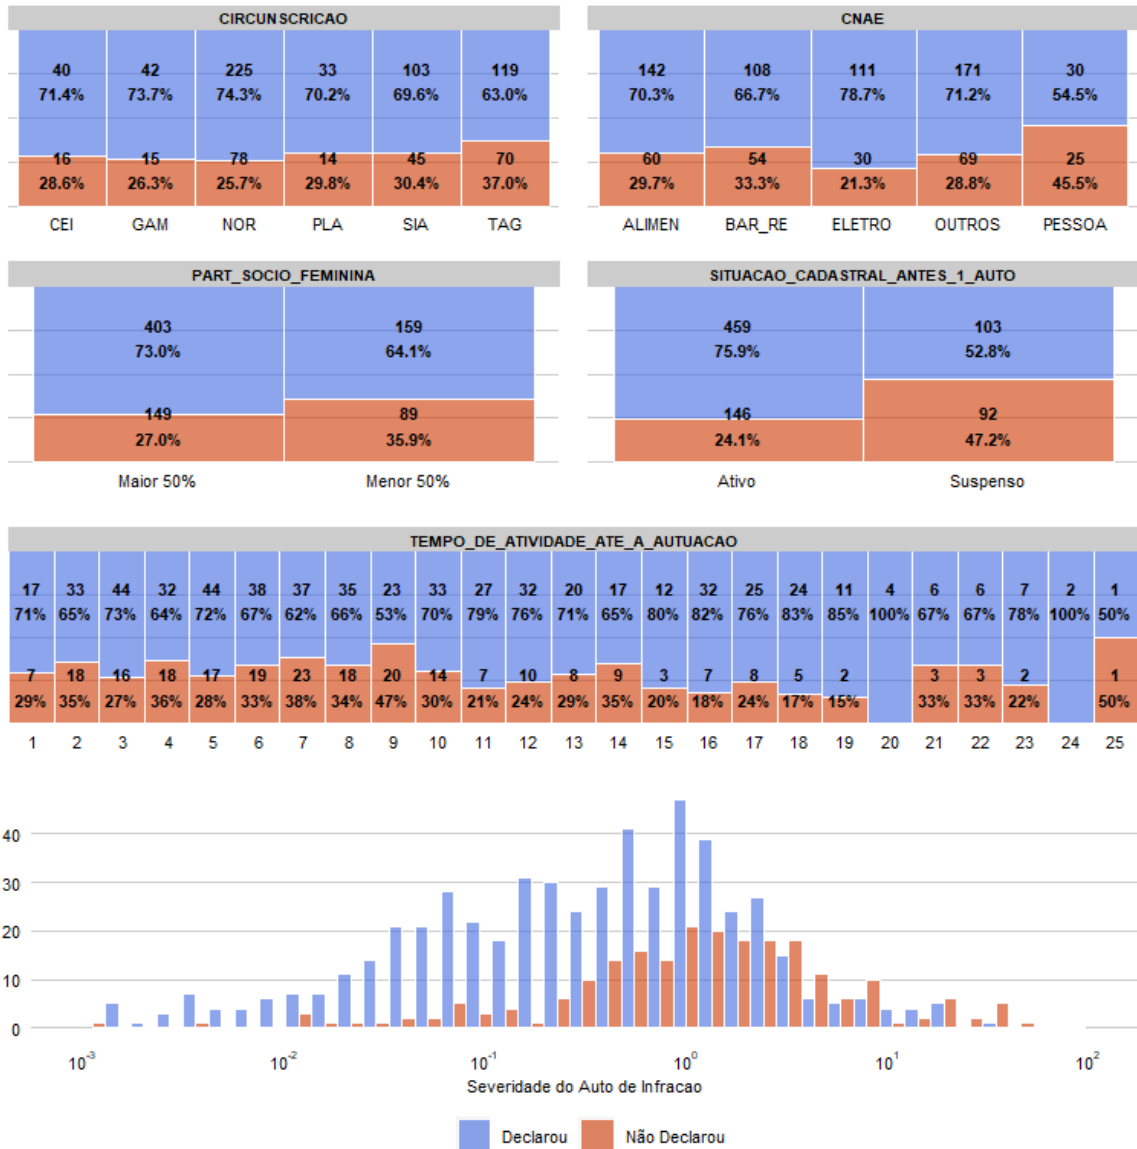 CIRCUNSCRICAO
40 42 225 33 103 119
71.4% 73.7% 74.3% 70.2% 69.6% 63.0%
16 15 78 14 45 70
28.6% 26.3% 25.7% 29.8% 30.4% 37.0%
CEI GAM NOR PLA SIA TAG
CNAE
142 108 111 171 30
70.3% 66.7% 78.7% 71.2% 54.5%
60 54 30 69 25
29.7% 33.3% 21.3% 28.8% 45.5%
ALIMEN BAR_RE ELETRO OUTROS PESSOA
PART_SOCIO_FEMININA
403 159
73.0% 64.1%
149 89
27.0% 35.9%
Maior 50% Menor 50%
SITUACAO_CADASTRAL_ANTES_1_AUTO
459 103
75.9% 52.8%
146 92
24.1% 47.2%
Ativo Suspenso
TEMPO_DE_ATIVIDADE_ATE_A_AUTUACAO
17 33 44 32 44 38 37 35 23 33 27 32 20 17 12 32 25 24 11 4 6 6 7 2 1
71% 65% 73% 64% 72% 67% 62% 66% 53% 70% 79% 76% 71% 65% 80% 82% 76% 83% 85% 100% 67% 67% 78% 100% 50%
7 18 16 18 17 19 23 18 20 14 7 10 8 9 3 7 8 5 2 3 3 2 1
29% 35% 27% 36% 28% 33% 38% 34% 47% 30% 21% 24% 29% 35% 20% 18% 24% 17% 15% 33% 33% 22% 50%
1 2 3 4 5 6 7 8 9 10 11 12 13 14 15 16 17 18 19 20 21 22 23 24 25
40
30
20
10
0
10⁻³ 10⁻² 10⁻¹ 10⁰ 10¹ 10²
Severidade do Auto de Infracao
Declarou Não Declarou